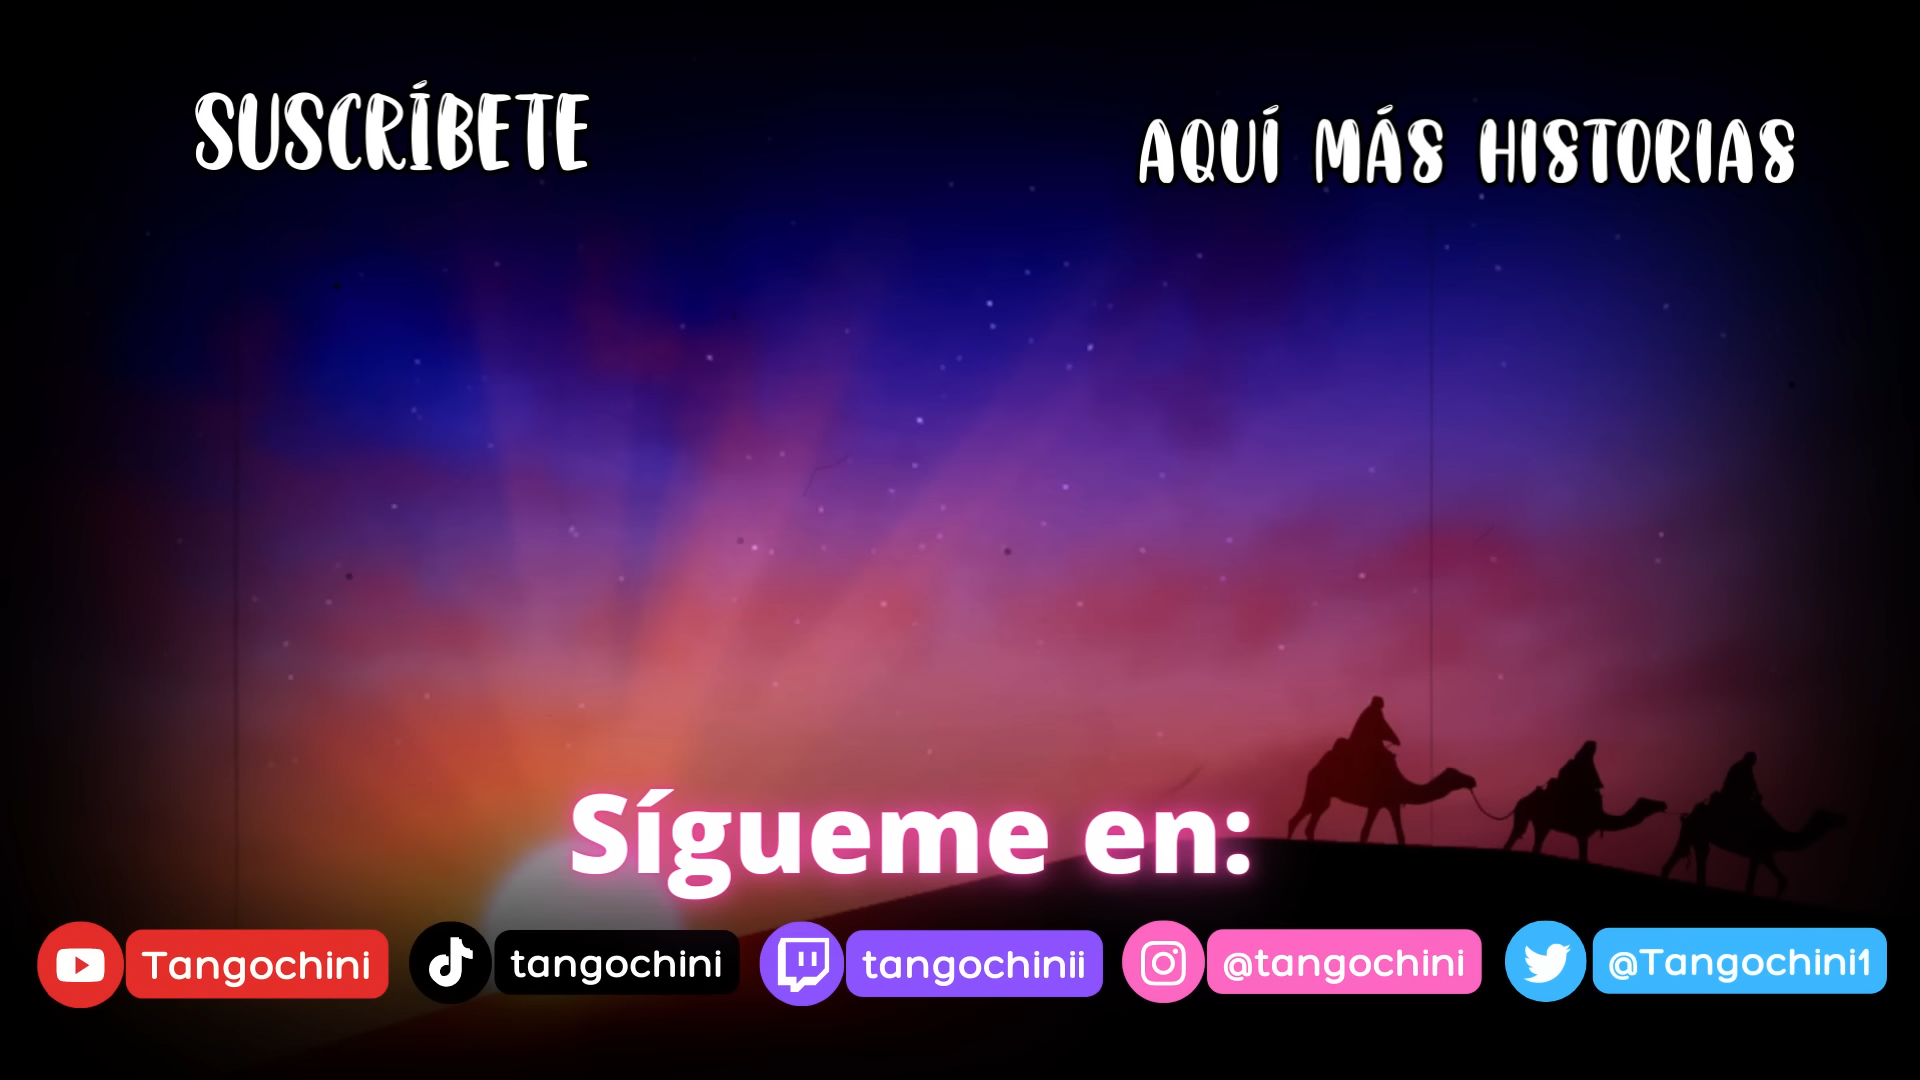 SUSCRÍBETE
AQUÍ MÁS HISTORIAS
Sígueme en:
Tangochini
tangochini
tangochinii
@tangochini
@Tangochini1